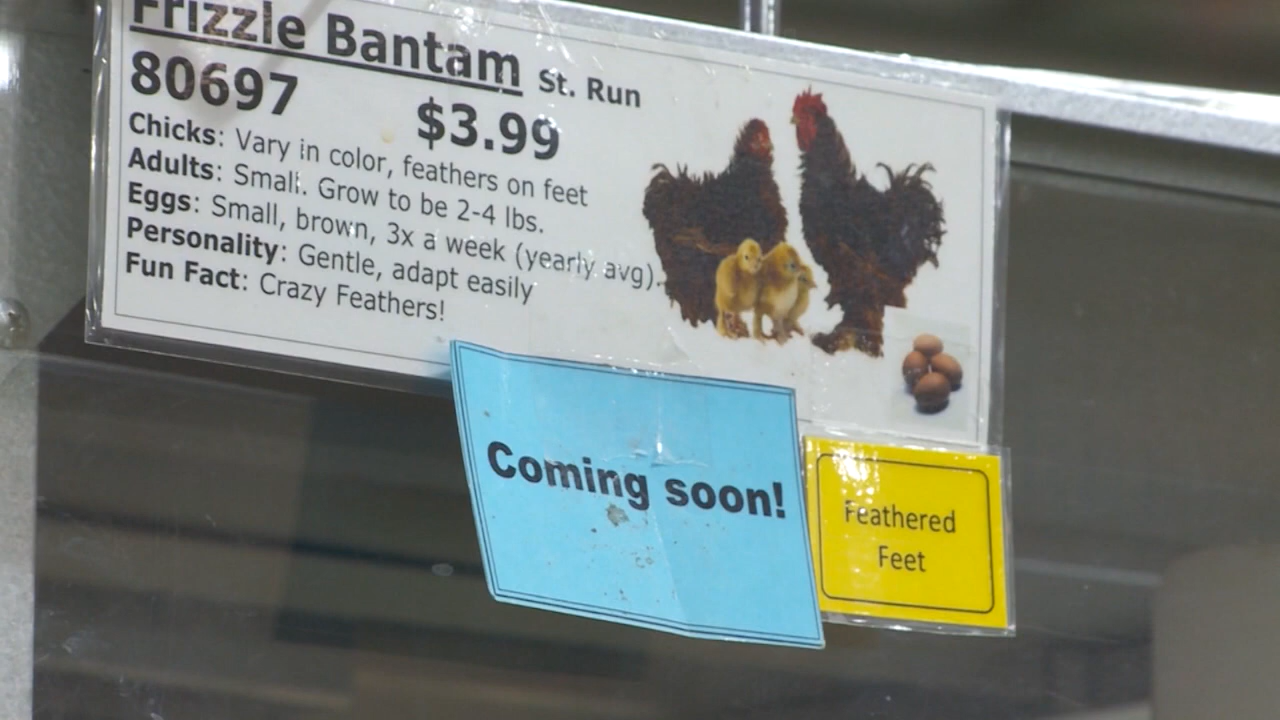 Frizzle Bantam St. Run
80697 $3.99
Chicks: Vary in color, feathers on feet
Adults: Small. Grow to be 2-4 lbs.
Eggs: Small, brown, 3x a week (yearly avg).
Personality: Gentle, adapt easily
Fun Fact: Crazy Feathers!
Coming soon!
Feathered
Feet